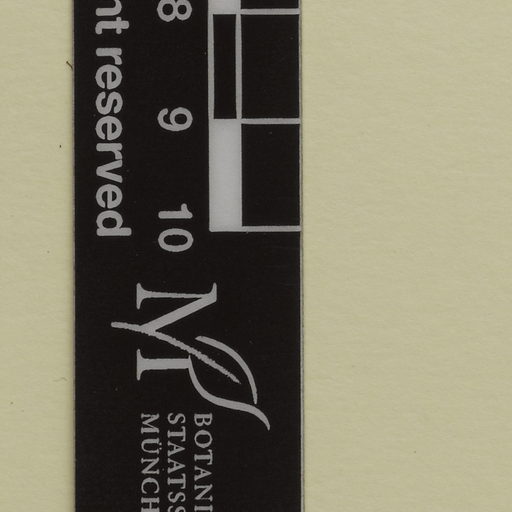 8 9 10
nt reserved
BOTANI
STAATSS
MÜNCH